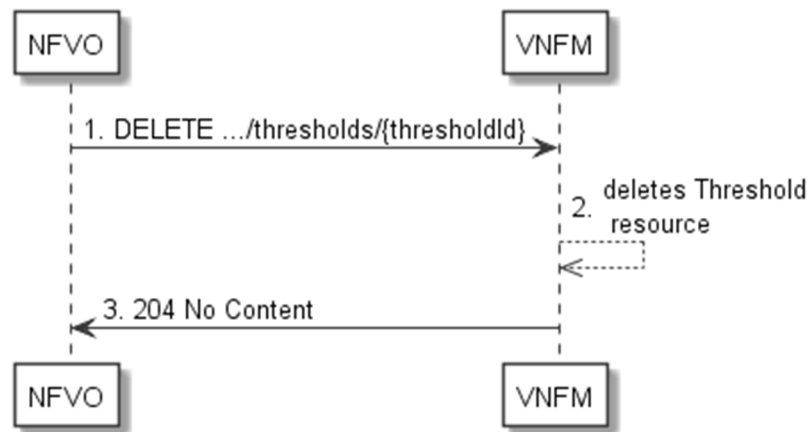 NFVO
VNFM
1. DELETE .../thresholds/{thresholdId}
2. deletes Threshold
resource
3. 204 No Content
NFVO
VNFM